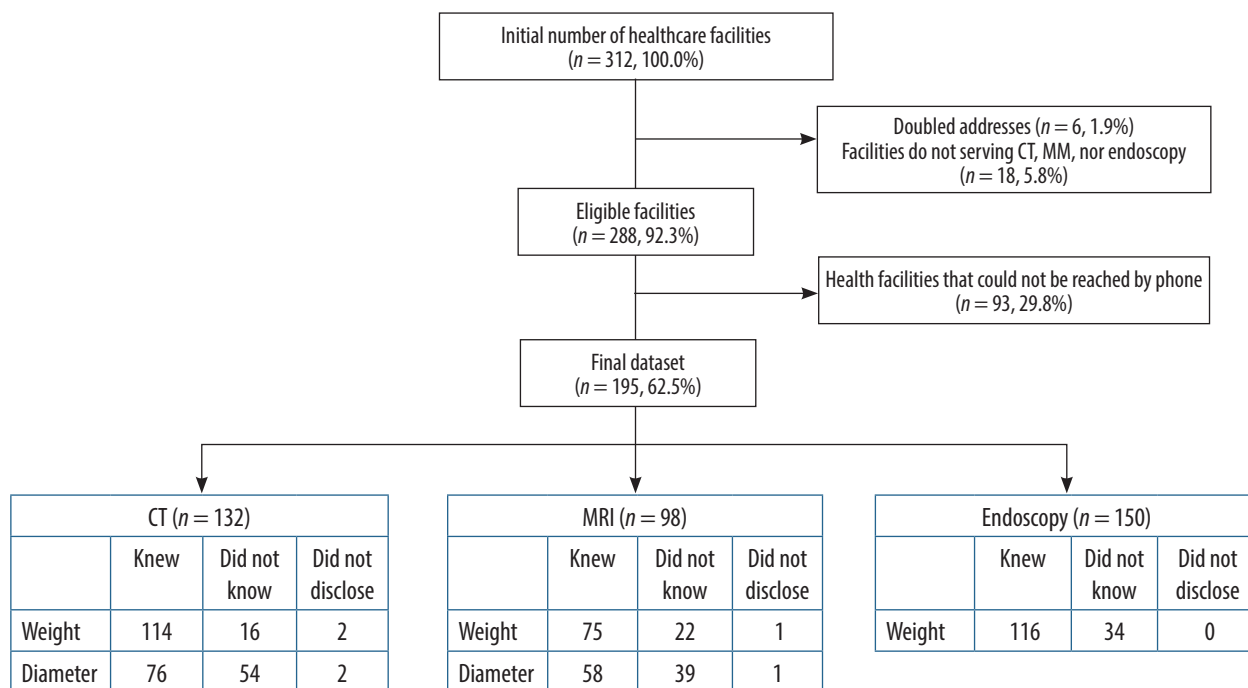 Initial number of healthcare facilities
(n = 312, 100.0%)
Doubled addresses (n = 6, 1.9%)
Facilities do not serving CT, MM, nor endoscopy
(n = 18, 5.8%)
Eligible facilities
(n = 288, 92.3%)
Health facilities that could not be reached by phone
(n = 93, 29.8%)
Final dataset
(n = 195, 62.5%)
CT (n = 132)
Knew Did not know Did not disclose
Weight 114 16 2
Diameter 76 54 2
MRI (n = 98)
Knew Did not know Did not disclose
Weight 75 22 1
Diameter 58 39 1
Endoscopy (n = 150)
Knew Did not know Did not disclose
Weight 116 34 0